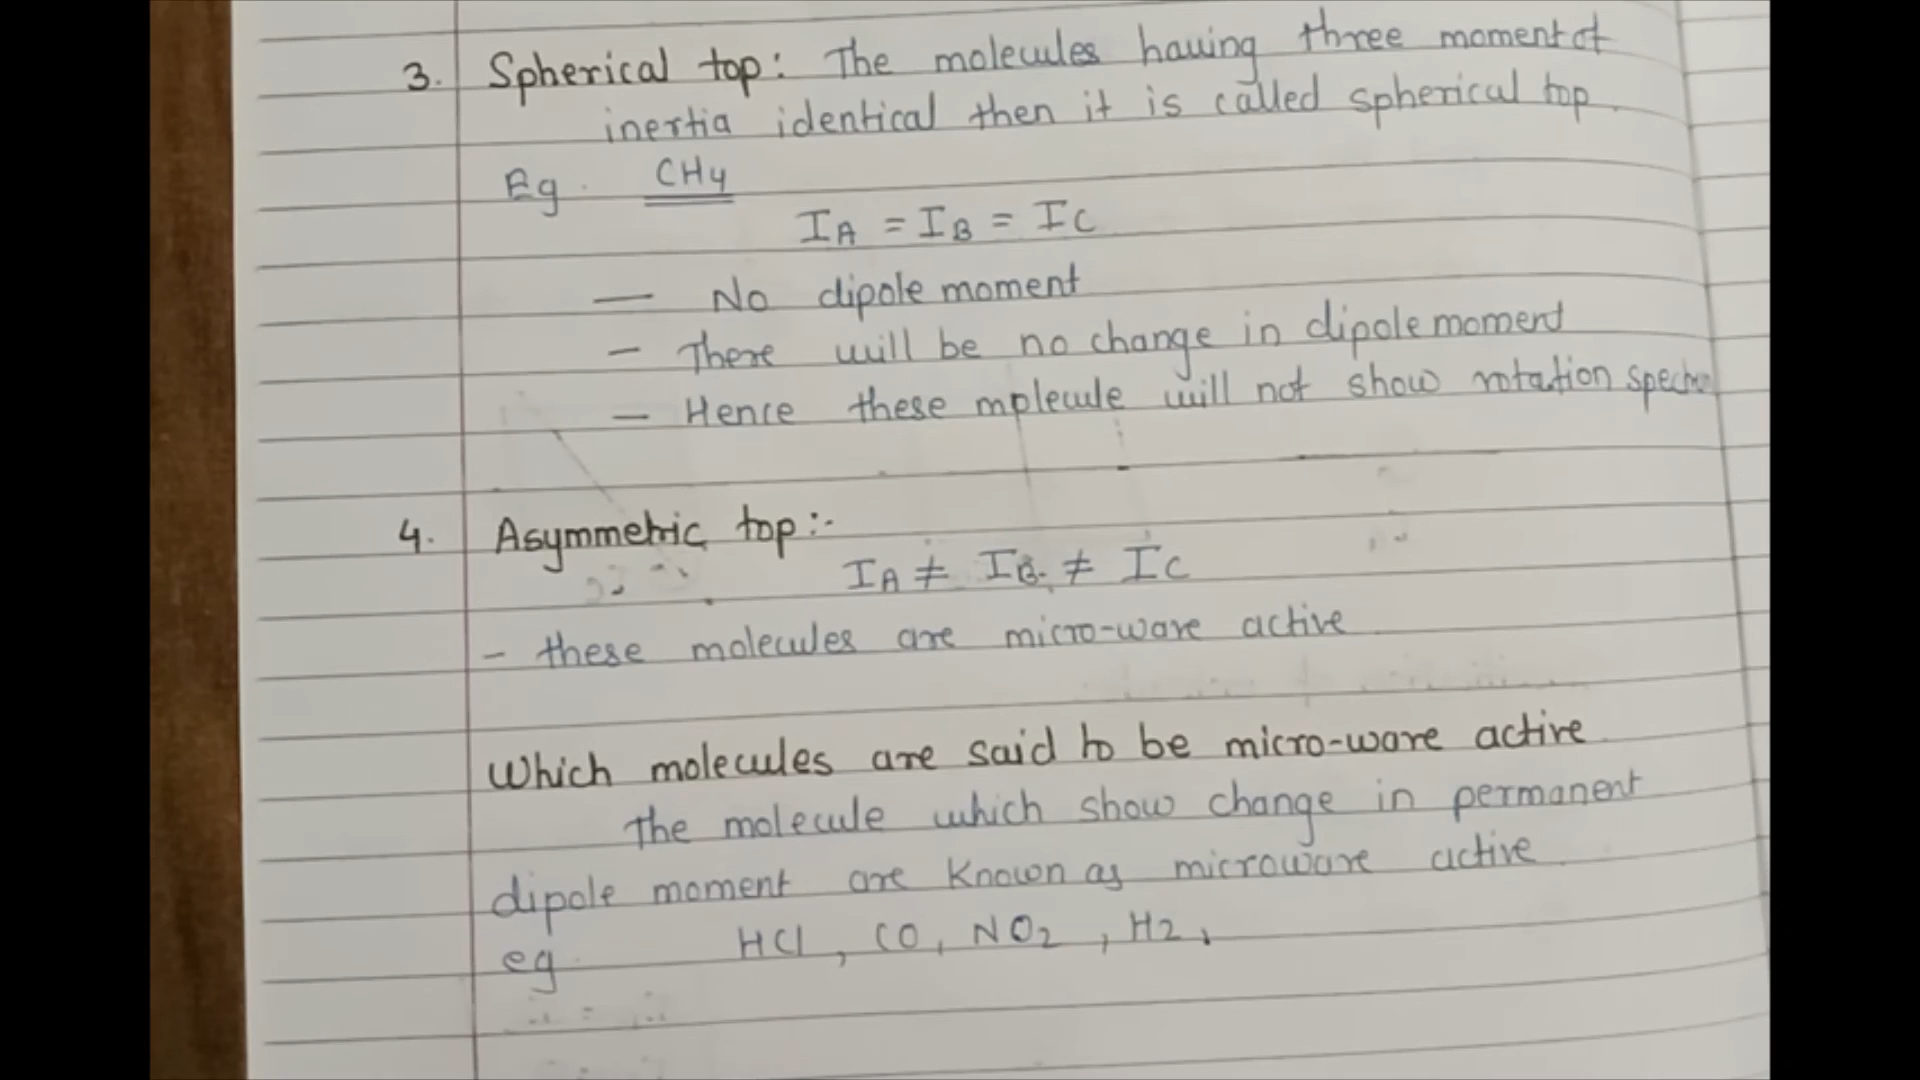 3. Spherical top: The molecules having three moment of
inertia identical then it is called spherical top.
Eg. CH4
IA = IB = IC
— No dipole moment
– There will be no change in dipole moment
– Hence these molecule will not show rotation spectra
4. Asymmetric top:-
IA ≠ IB ≠ IC
- these molecules are micro-wave active
Which molecules are said to be micro-wave active
The molecule which show change in permanent
dipole moment are known as microwave active
eg HCl, CO, NO2, H2,